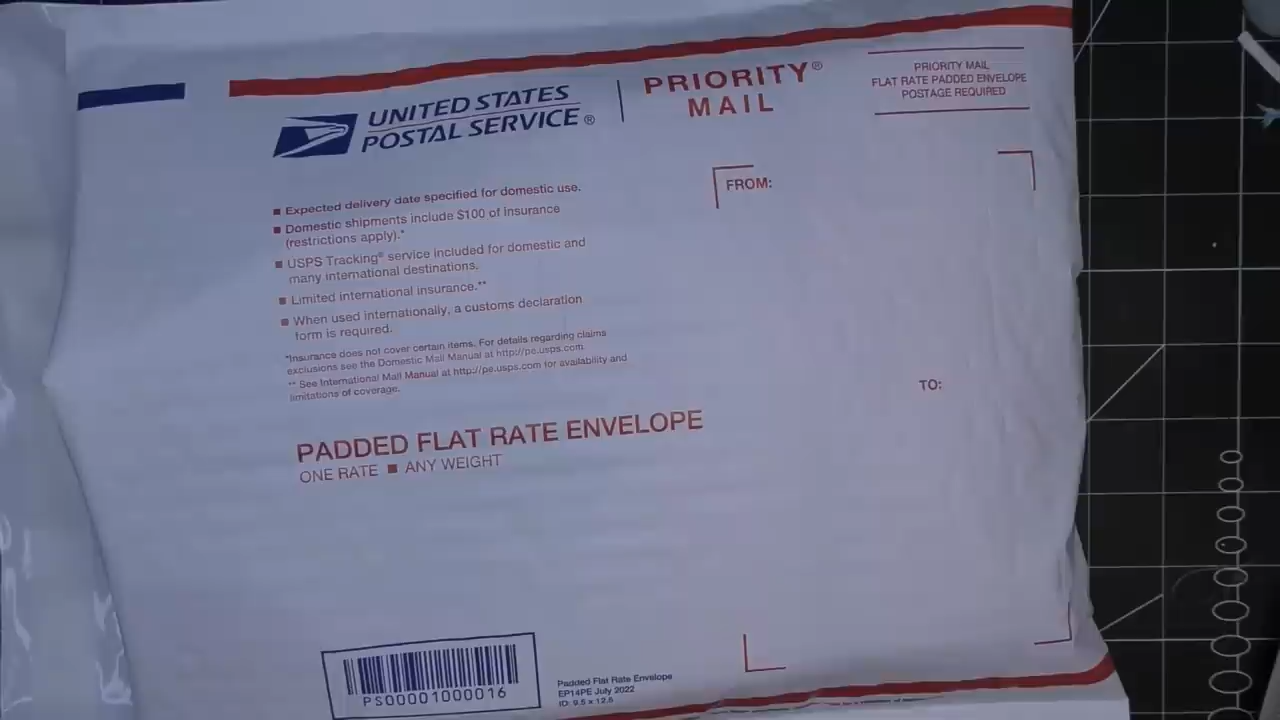 UNITED STATES
POSTAL SERVICE®
PRIORITY®
MAIL
PRIORITY MAIL
FLAT RATE PADDED ENVELOPE
POSTAGE REQUIRED
FROM:
■ Expected delivery date specified for domestic use.
■ Domestic shipments include $100 of insurance
(restrictions apply).*
■ USPS Tracking® service included for domestic and
many international destinations.
■ Limited international insurance.**
■ When used internationally, a customs declaration
form is required.
*Insurance does not cover certain items. For details regarding claims
exclusions see the Domestic Mail Manual at http://pe.usps.com.
** See International Mail Manual at http://pe.usps.com for availability and
limitations of coverage.
TO:
PADDED FLAT RATE ENVELOPE
ONE RATE ■ ANY WEIGHT
PS00001000016
Padded Flat Rate Envelope
EP14PE July 2022
ID: 9.5 x 12.5